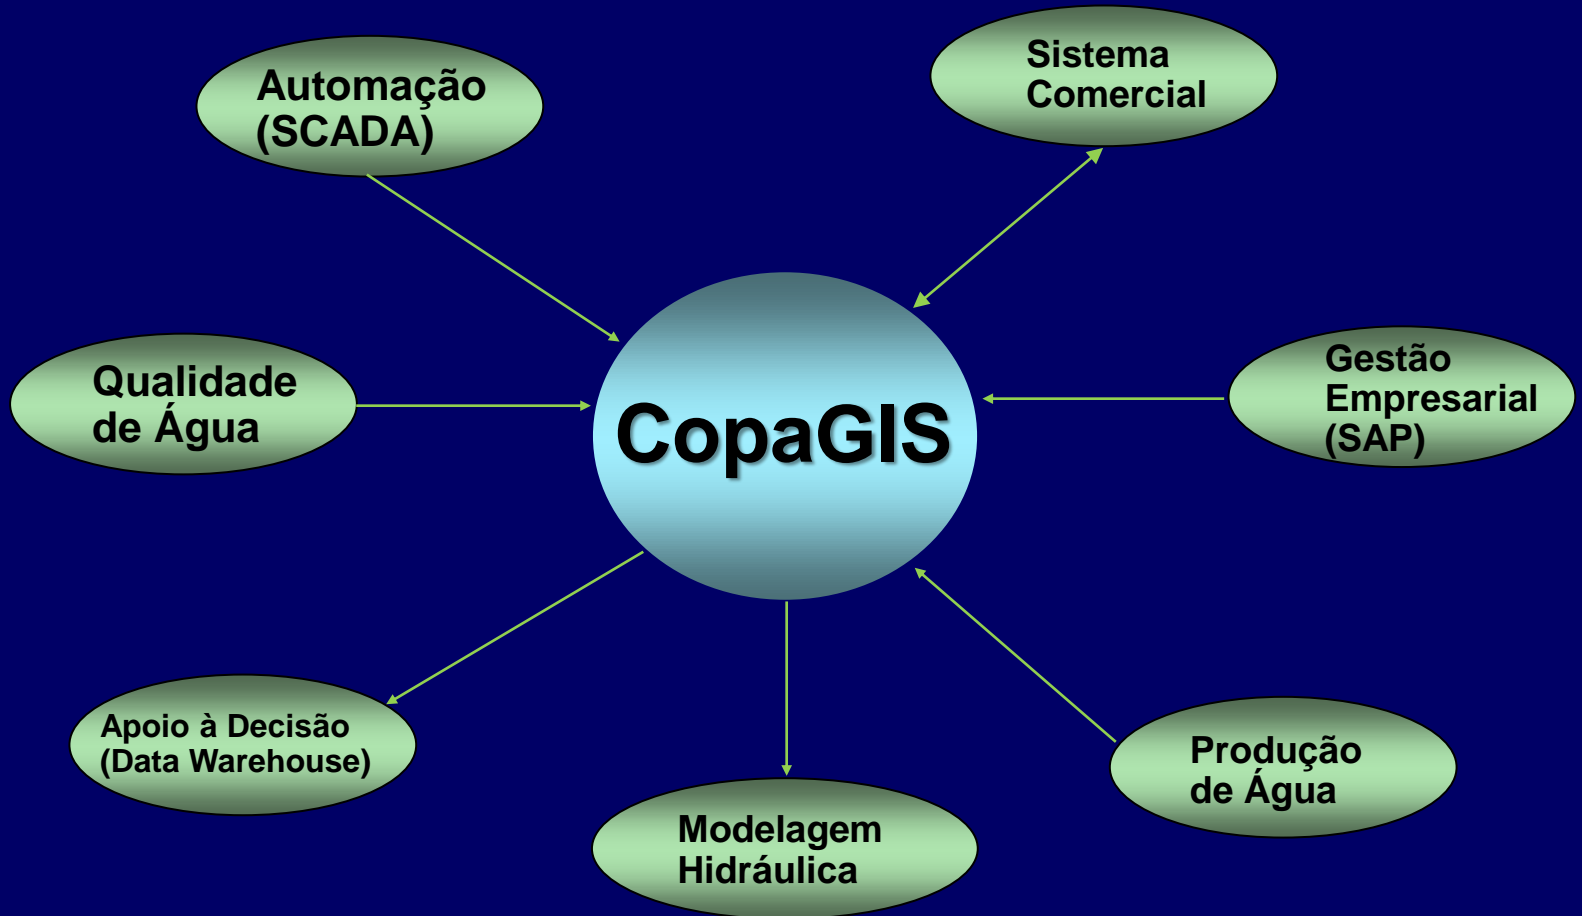 Automação
(SCADA)
Sistema
Comercial
Qualidade
de Água
CopaGIS
Gestão
Empresarial
(SAP)
Apoio à Decisão
(Data Warehouse)
Modelagem
Hidráulica
Produção
de Água